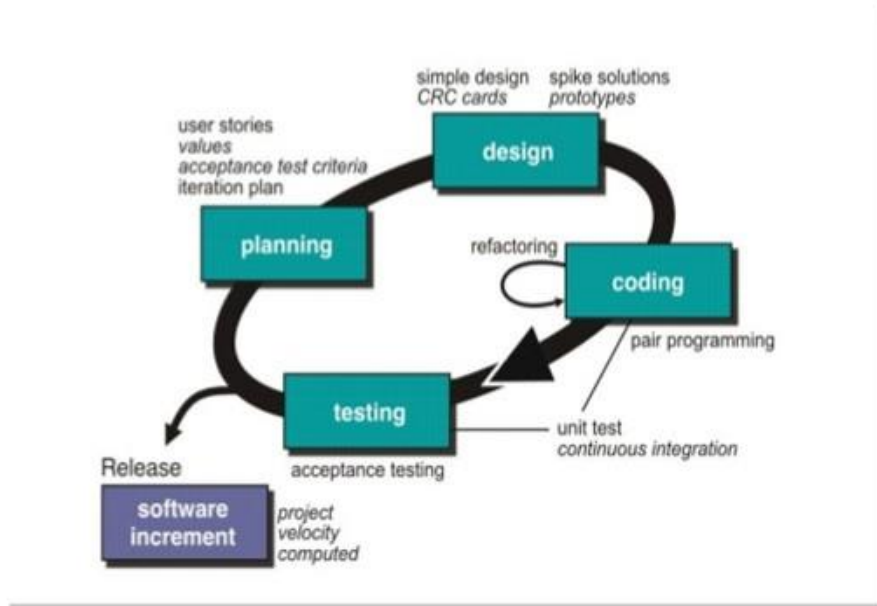 simple design
CRC cards
spike solutions
prototypes
user stories
values
acceptance test criteria
iteration plan
design
planning
refactoring
coding
pair programming
testing
unit test
continuous integration
acceptance testing
Release
software
increment
project
velocity
computed